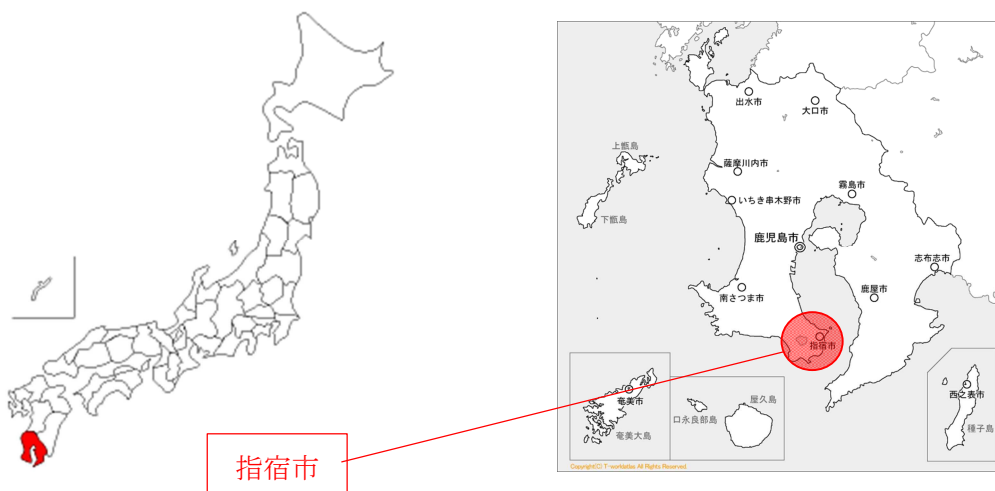 出水市
大口市
上甑島
薩摩川内市
霧島市
いちき串木野市
下甑島
鹿児島市
志布志市
南さつま市
鹿屋市
指宿市
奄美市
屋久島
西之表市
口永良部島
奄美大島
種子島
指宿市
Copyright(C) T-worldatlas All Rights Reserved.